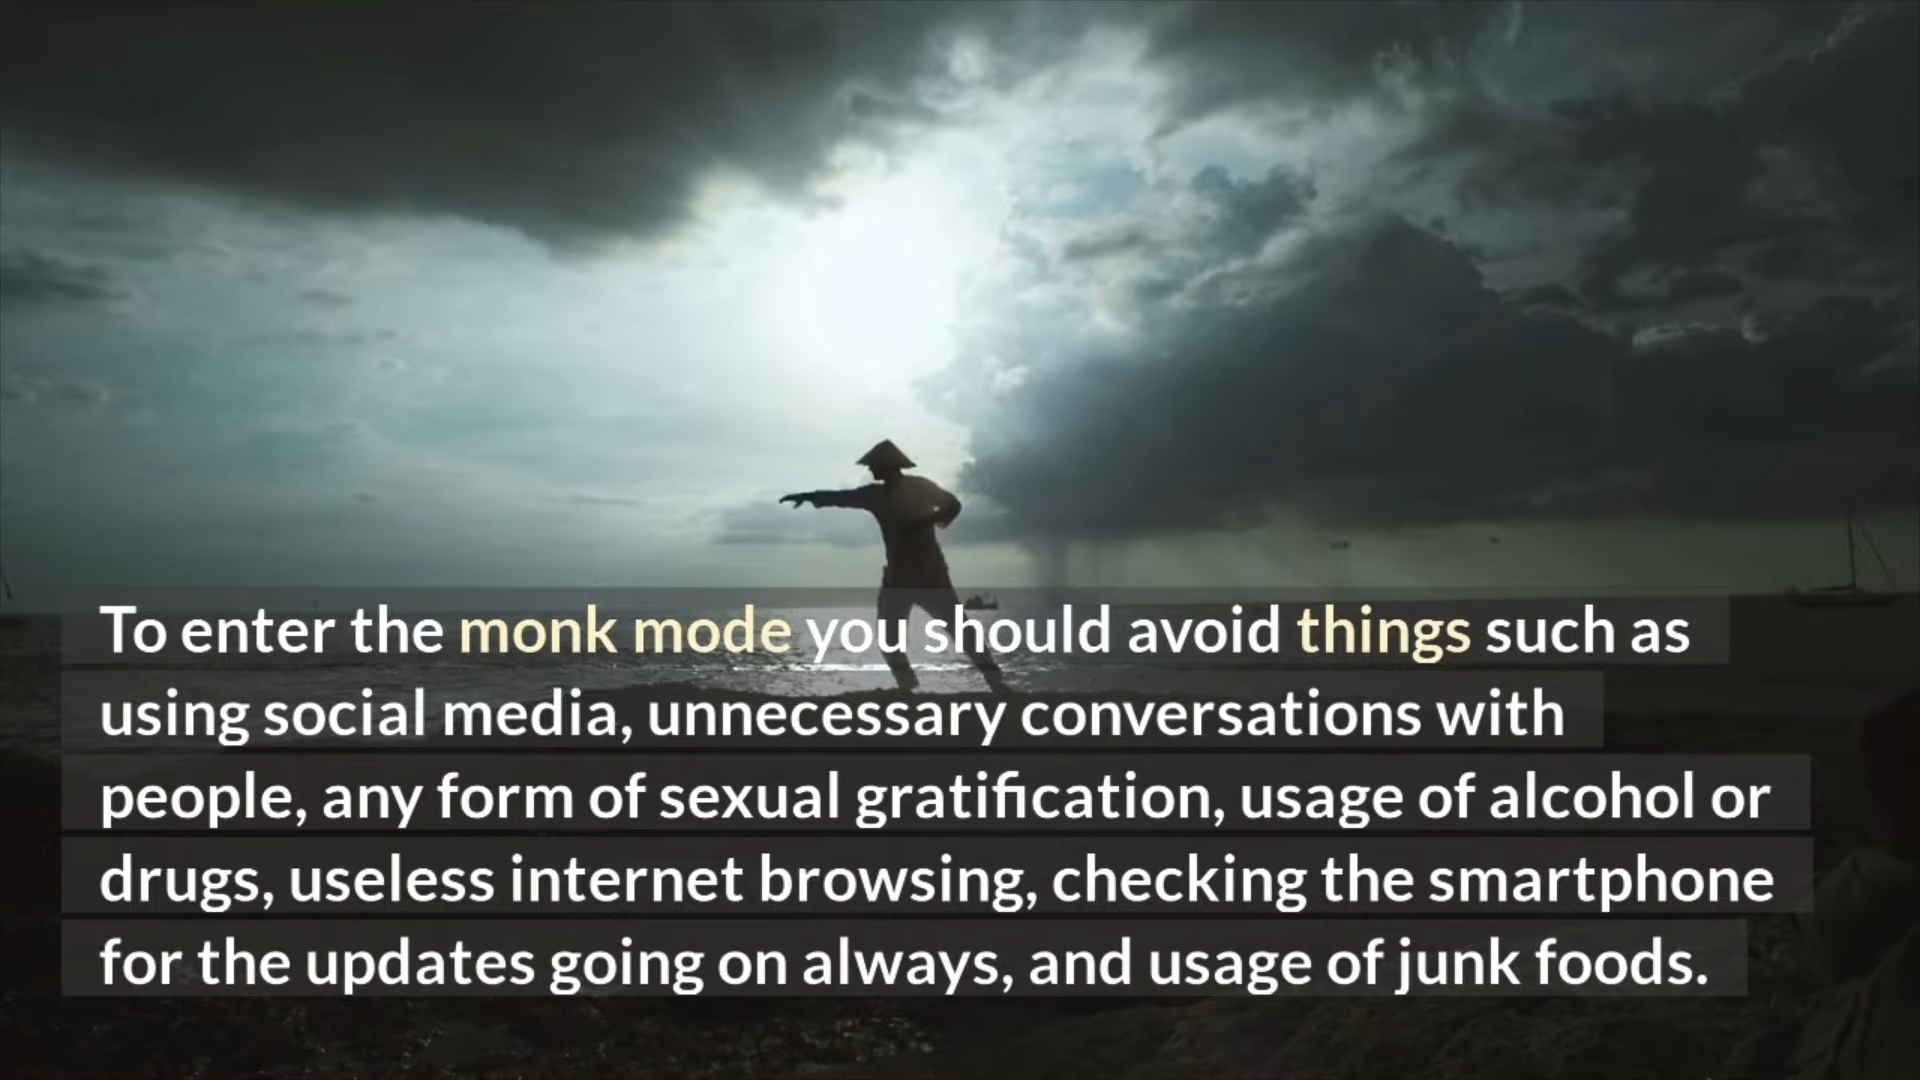 To enter the monk mode you should avoid things such as
using social media, unnecessary conversations with
people, any form of sexual gratification, usage of alcohol or
drugs, useless internet browsing, checking the smartphone
for the updates going on always, and usage of junk foods.